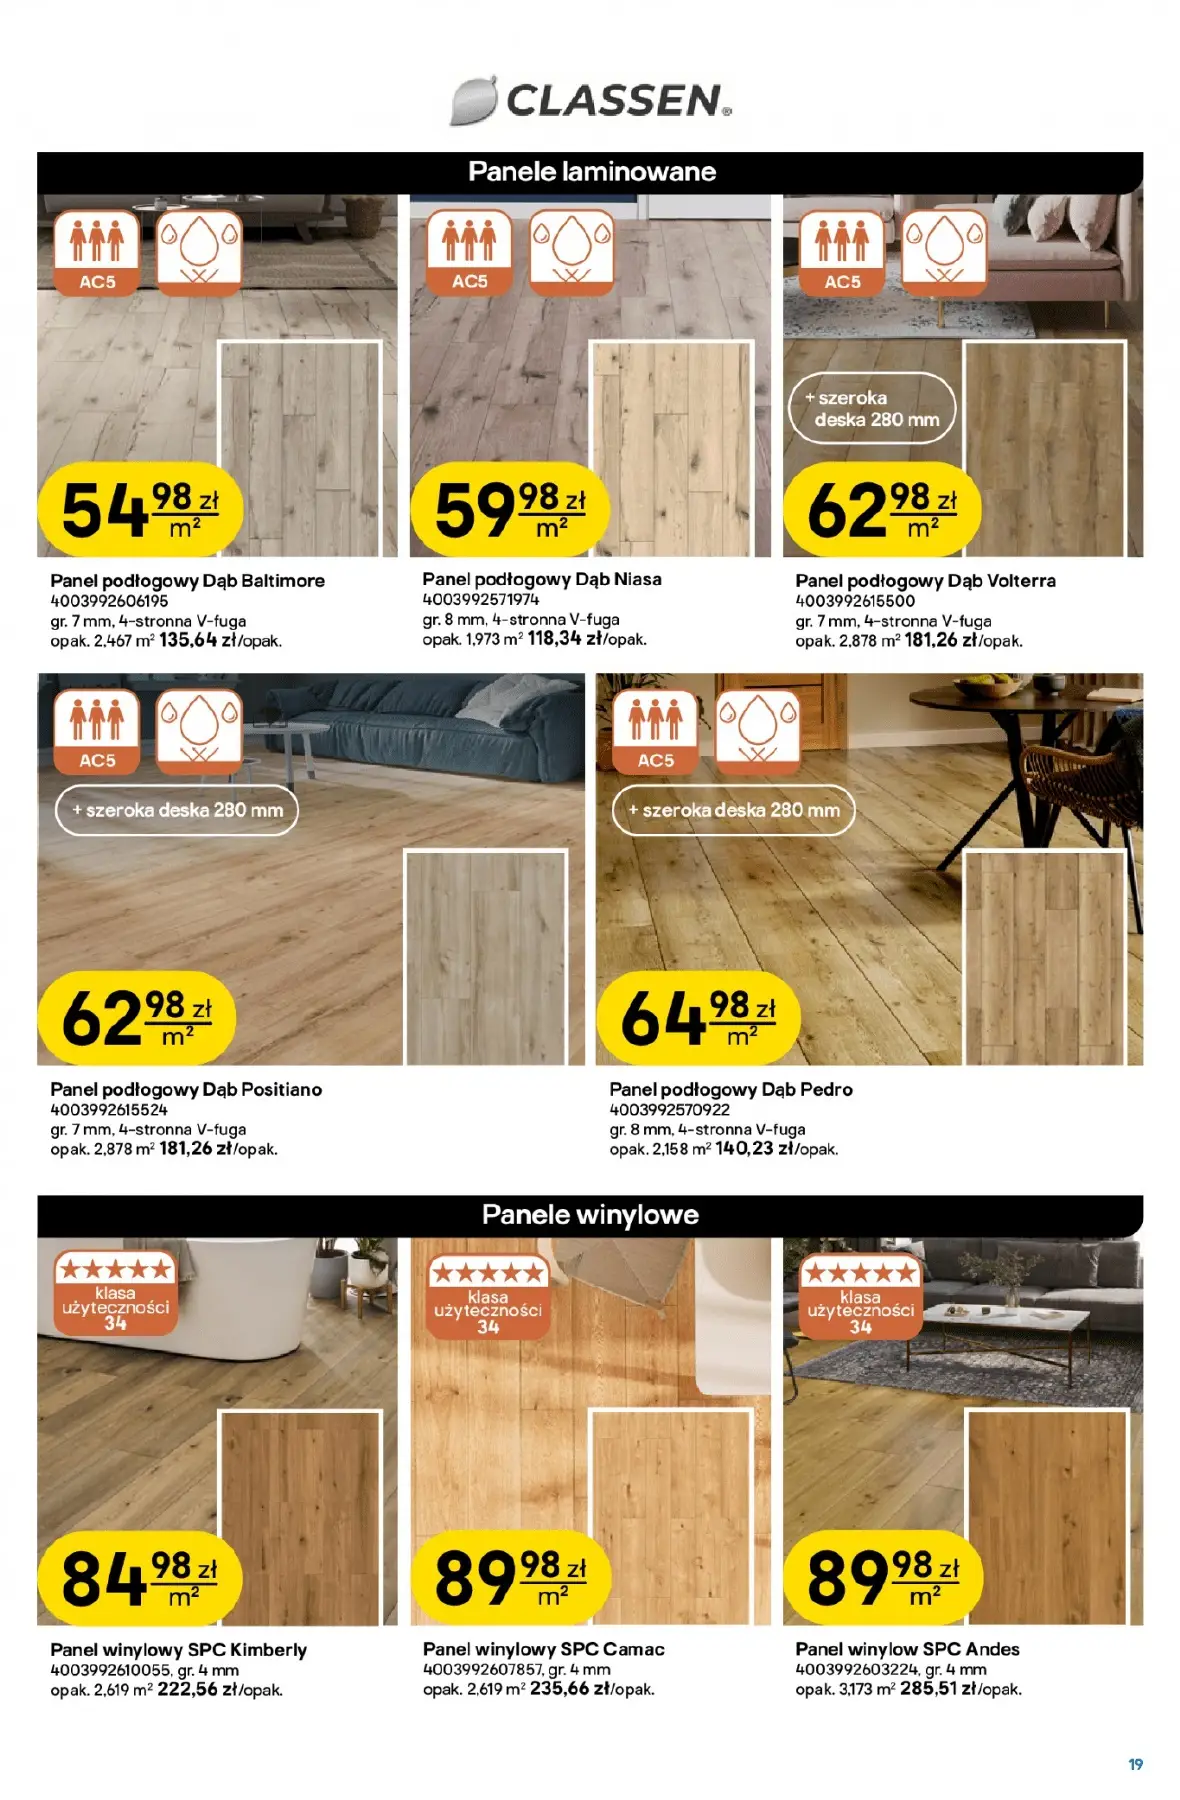 CLASSEN®
Panele laminowane
AC5
54 98 zł
m²
Panel podłogowy Dąb Baltimore
4003992606195
gr. 7 mm, 4-stronna V-fuga
opak. 2,467 m² 135,64 zł/opak.
AC5
59 98 zł
m²
Panel podłogowy Dąb Niasa
4003992571974
gr. 8 mm, 4-stronna V-fuga
opak. 1,973 m² 118,34 zł/opak.
AC5
+ szeroka
deska 280 mm
62 98 zł
m²
Panel podłogowy Dąb Volterra
4003992615500
gr. 7 mm, 4-stronna V-fuga
opak. 2,878 m² 181,26 zł/opak.
AC5
+ szeroka deska 280 mm
62 98 zł
m²
Panel podłogowy Dąb Positiano
4003992615524
gr. 7 mm, 4-stronna V-fuga
opak. 2,878 m² 181,26 zł/opak.
AC5
+ szeroka deska 280 mm
64 98 zł
m²
Panel podłogowy Dąb Pedro
4003992570922
gr. 8 mm, 4-stronna V-fuga
opak. 2,158 m² 140,23 zł/opak.
Panele winylowe
klasa
użyteczności
34
84 98 zł
m²
Panel winylowy SPC Kimberly
4003992610055, gr. 4 mm
opak. 2,619 m² 222,56 zł/opak.
klasa
użyteczności
34
89 98 zł
m²
Panel winylowy SPC Camac
4003992607857, gr. 4 mm
opak. 2,619 m² 235,66 zł/opak.
klasa
użyteczności
34
89 98 zł
m²
Panel winylow SPC Andes
4003992603224, gr. 4 mm
opak. 3,173 m² 285,51 zł/opak.
19